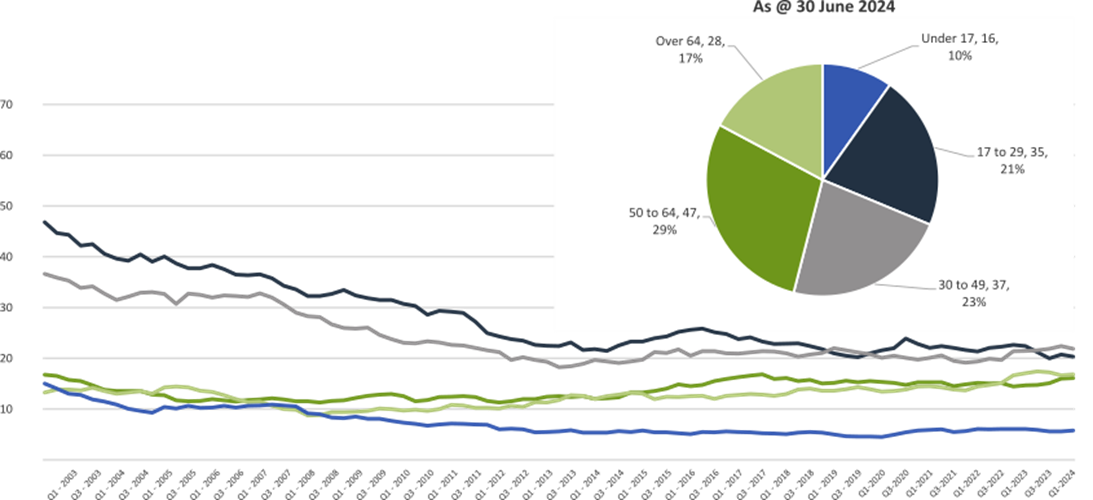 As @ 30 June 2024
Over 64, 28,
17%
Under 17, 16,
10%
17 to 29, 35,
21%
50 to 64, 47,
29%
30 to 49, 37,
23%
70
60
50
40
30
20
10
Q1 - 2003
Q3 - 2003
Q1 - 2004
Q3 - 2004
Q1 - 2005
Q3 - 2005
Q1 - 2006
Q3 - 2006
Q1 - 2007
Q3 - 2007
Q1 - 2008
Q3 - 2008
Q1 - 2009
Q3 - 2009
Q1 - 2010
Q3 - 2010
Q1 - 2011
Q3 - 2011
Q1 - 2012
Q3 - 2012
Q1 - 2013
Q3 - 2013
Q1 - 2014
Q3 - 2014
Q1 - 2015
Q3 - 2015
Q1 - 2016
Q3 - 2016
Q1 - 2017
Q3 - 2017
Q1 - 2018
Q3 - 2018
Q1 - 2019
Q3 - 2019
Q1 - 2020
Q3 -2020
Q1 - 2021
Q3 - 2021
Q1 - 2022
Q3 - 2022
Q1 - 2023
Q3 - 2023
Q1 - 2024